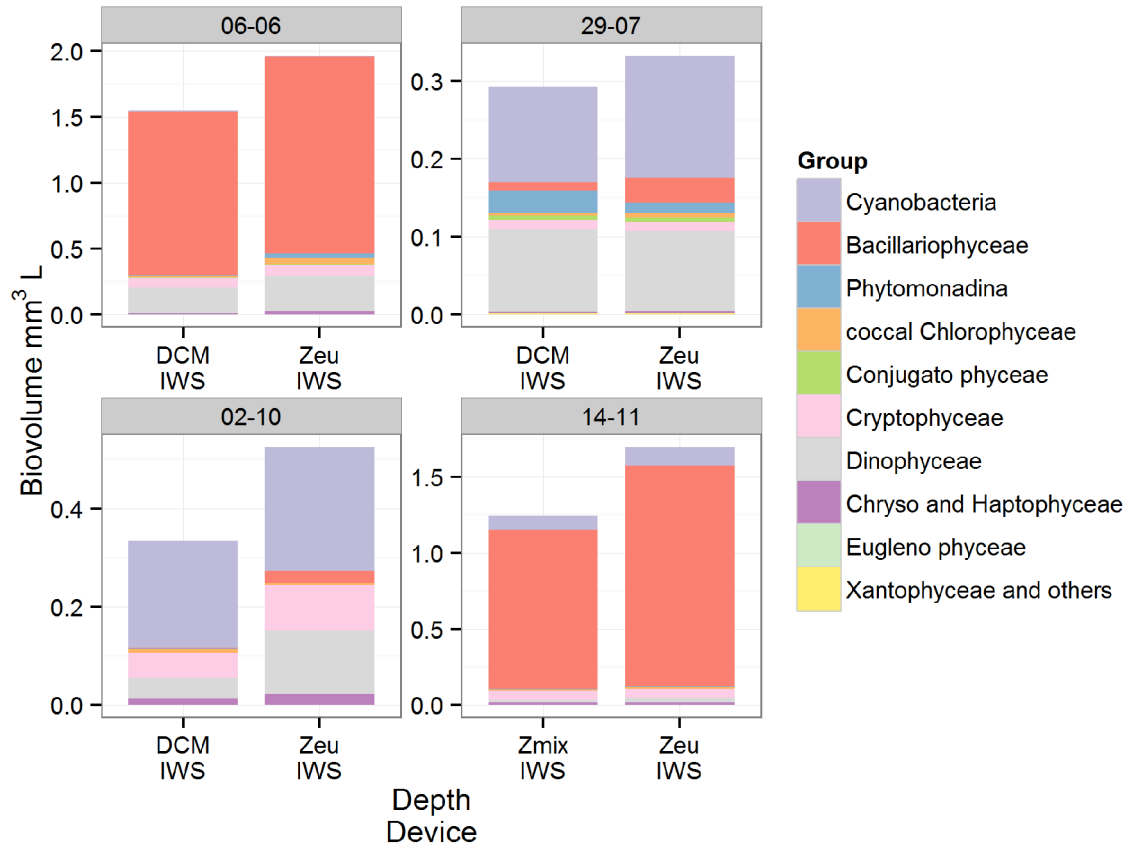 06-06
29-07
2.0
1.5
1.0
0.5
0.0
0.3
0.2
0.1
0.0
DCM
IWS
Zeu
IWS
DCM
IWS
Zeu
IWS
02-10
14-11
0.4
0.2
0.0
1.5
1.0
0.5
0.0
DCM
IWS
Zeu
IWS
Zmix
IWS
Zeu
IWS
Biovolume mm³ L
Depth
Device
Group
Cyanobacteria
Bacillariophyceae
Phytomonadina
coccal Chlorophyceae
Conjugato phyceae
Cryptophyceae
Dinophyceae
Chryso and Haptophyceae
Eugleno phyceae
Xantophyceae and others